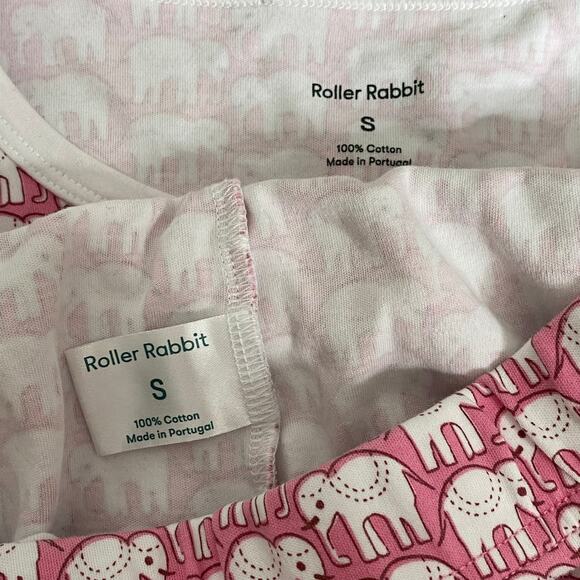 Roller Rabbit
S
100% Cotton
Made in Portugal
Roller Rabbit
S
100% Cotton
Made in Portugal